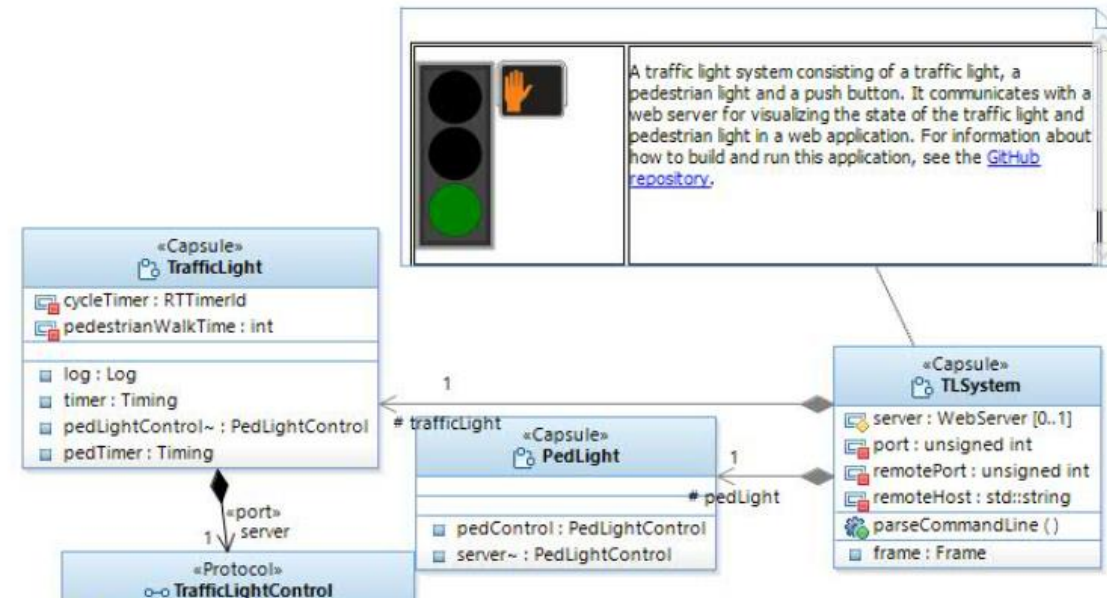 A traffic light system consisting of a traffic light, a
pedestrian light and a push button. It communicates with a
web server for visualizing the state of the traffic light and
pedestrian light in a web application. For information about
how to build and run this application, see the GitHub
repository.
«Capsule»
TrafficLight
cycleTimer : RTTimerId
pedestrianWalkTime : int
log : Log
timer : Timing
pedLightControl~ : PedLightControl
pedTimer : Timing
1
# trafficLight
«Capsule»
TLSystem
server : WebServer [0..1]
port : unsigned int
remotePort : unsigned int
remoteHost : std::string
parseCommandLine ( )
frame : Frame
«Capsule»
PedLight
pedControl : PedLightControl
server~ : PedLightControl
1
# pedLight
«port»
server
1
«Protocol»
TrafficLightControl